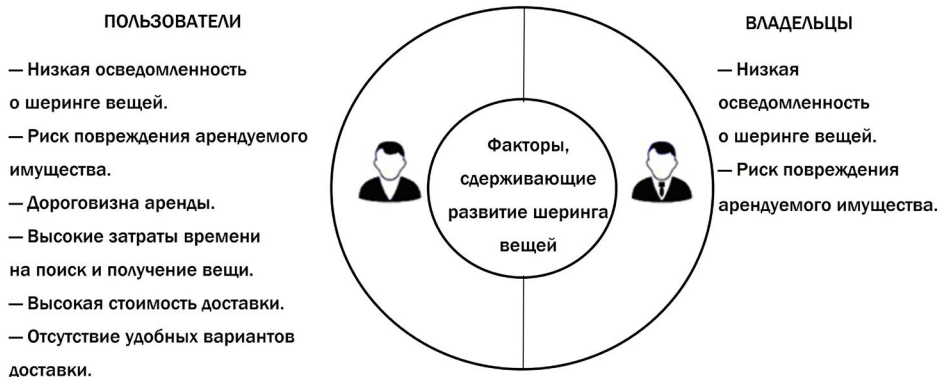 ПОЛЬЗОВАТЕЛИ
— Низкая осведомленность
о шеринге вещей.
— Риск повреждения арендуемого
имущества.
— Дороговизна аренды.
— Высокие затраты времени
на поиск и получение вещи.
— Высокая стоимость доставки.
— Отсутствие удобных вариантов
доставки.
Факторы,
сдерживающие
развитие шеринга
вещей
ВЛАДЕЛЬЦЫ
— Низкая
осведомленность
о шеринге вещей.
— Риск повреждения
арендуемого имущества.